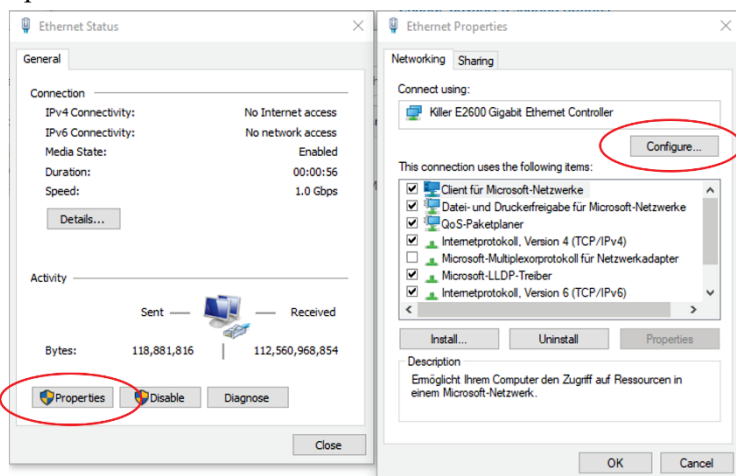 Ethernet Status
General
Connection
IPv4 Connectivity: No Internet access
IPv6 Connectivity: No network access
Media State: Enabled
Duration: 00:00:56
Speed: 1.0 Gbps
Details...
Activity
Sent Received
Bytes: 118,881,816 112,560,968,854
Properties Disable Diagnose
Close
Ethernet Properties
Networking Sharing
Connect using:
Killer E2600 Gigabit Ethernet Controller
Configure...
This connection uses the following items:
Client für Microsoft-Netzwerke
Datei- und Druckerfreigabe für Microsoft-Netzwerke
QoS-Paketplaner
Internetprotokoll, Version 4 (TCP/IPv4)
Microsoft-Multiplexorprotokoll für Netzwerkadapter
Microsoft-LLDP-Treiber
Internetprotokoll, Version 6 (TCP/IPv6)
Install... Uninstall Properties
Description
Ermöglicht Ihrem Computer den Zugriff auf Ressourcen in
einem Microsoft-Netzwerk.
OK Cancel